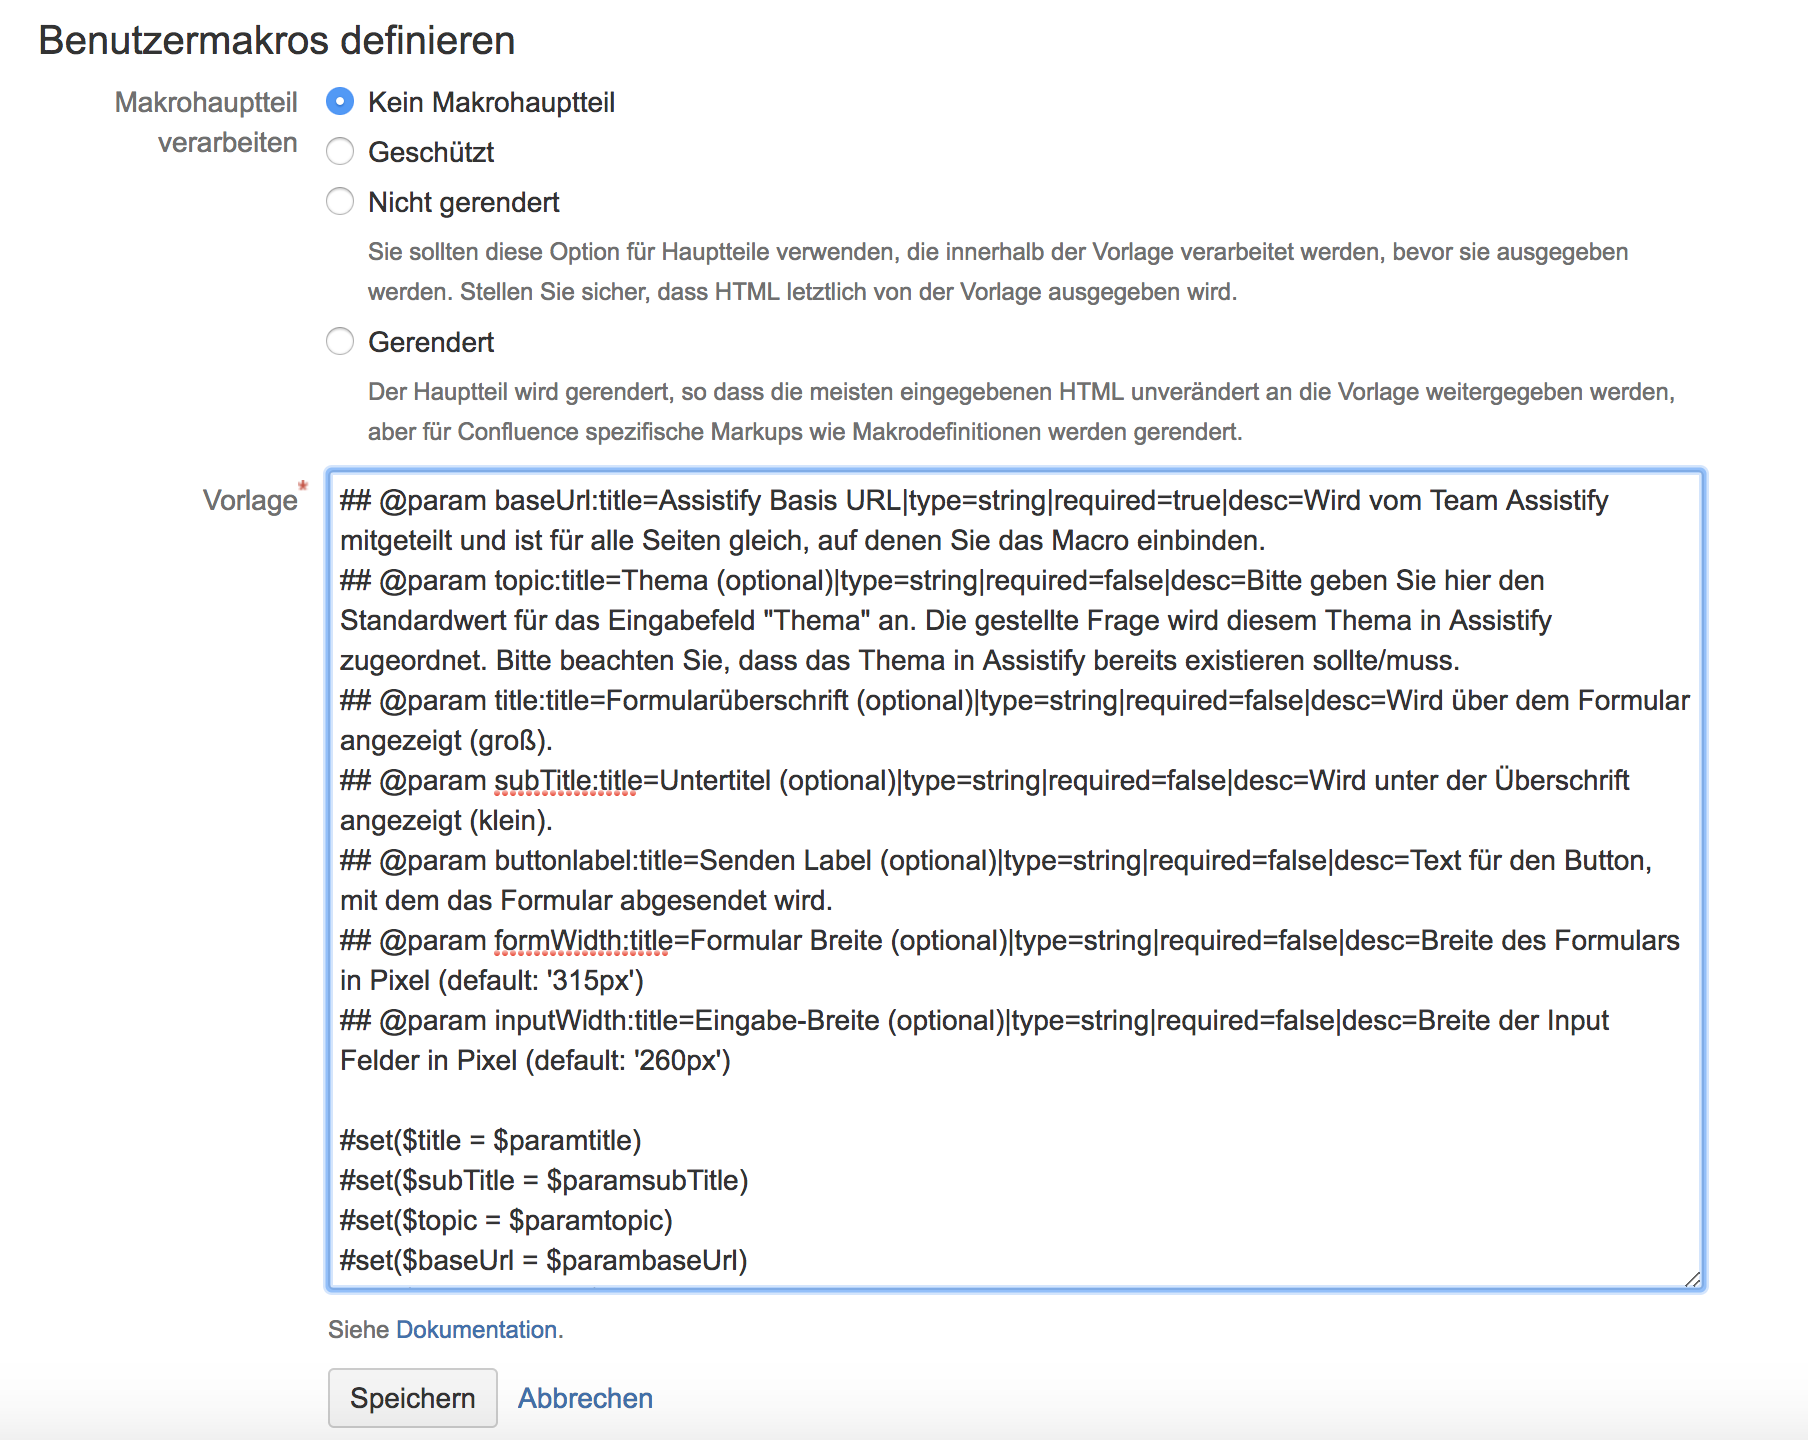 Benutzermakros definieren
Makrohauptteil
verarbeiten
Kein Makrohauptteil
Geschützt
Nicht gerendert
Sie sollten diese Option für Hauptteile verwenden, die innerhalb der Vorlage verarbeitet werden, bevor sie ausgegeben
werden. Stellen Sie sicher, dass HTML letztlich von der Vorlage ausgegeben wird.
Gerendert
Der Hauptteil wird gerendert, so dass die meisten eingegebenen HTML unverändert an die Vorlage weitergegeben werden,
aber für Confluence spezifische Markups wie Makrodefinitionen werden gerendert.
Vorlage*
## @param baseUrl:title=Assistify Basis URL|type=string|required=true|desc=Wird vom Team Assistify
mitgeteilt und ist für alle Seiten gleich, auf denen Sie das Macro einbinden.
## @param topic:title=Thema (optional)|type=string|required=false|desc=Bitte geben Sie hier den
Standardwert für das Eingabefeld "Thema" an. Die gestellte Frage wird diesem Thema in Assistify
zugeordnet. Bitte beachten Sie, dass das Thema in Assistify bereits existieren sollte/muss.
## @param title:title=Formularüberschrift (optional)|type=string|required=false|desc=Wird über dem Formular
angezeigt (groß).
## @param subTitle:title=Untertitel (optional)|type=string|required=false|desc=Wird unter der Überschrift
angezeigt (klein).
## @param buttonlabel:title=Senden Label (optional)|type=string|required=false|desc=Text für den Button,
mit dem das Formular abgesendet wird.
## @param formWidth:title=Formular Breite (optional)|type=string|required=false|desc=Breite des Formulars
in Pixel (default: '315px')
## @param inputWidth:title=Eingabe-Breite (optional)|type=string|required=false|desc=Breite der Input
Felder in Pixel (default: '260px')
#set($title = $paramtitle)
#set($subTitle = $paramsubTitle)
#set($topic = $paramtopic)
#set($baseUrl = $parambaseUrl)
Siehe Dokumentation.
Speichern
Abbrechen